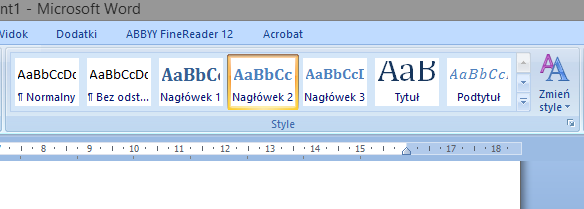 nt1 - Microsoft Word
Widok Dodatki ABBYY FineReader 12 Acrobat
AaBbCcDc AaBbCcDc AaBbCc AaBbCc AaBbCcI AaB AaBbCc.
¶ Normalny ¶ Bez odst... Nagłówek 1 Nagłówek 2 Nagłówek 3 Tytuł Podtytuł
Zmień
style
Style
8 9 10 11 12 13 14 15 17 18